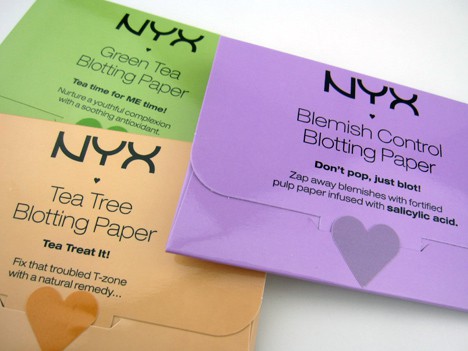 NYX
Green Tea
Blotting Paper
Tea time for ME time!
Nurture a youthful complexion
with a soothing antioxidant.
NYX
Blemish Control
Blotting Paper
Don't pop, just blot!
Zap away blemishes with fortified
pulp paper infused with salicylic acid.
NYX
Tea Tree
Blotting Paper
Tea Treat It!
Fix that troubled T-zone
with a natural remedy...